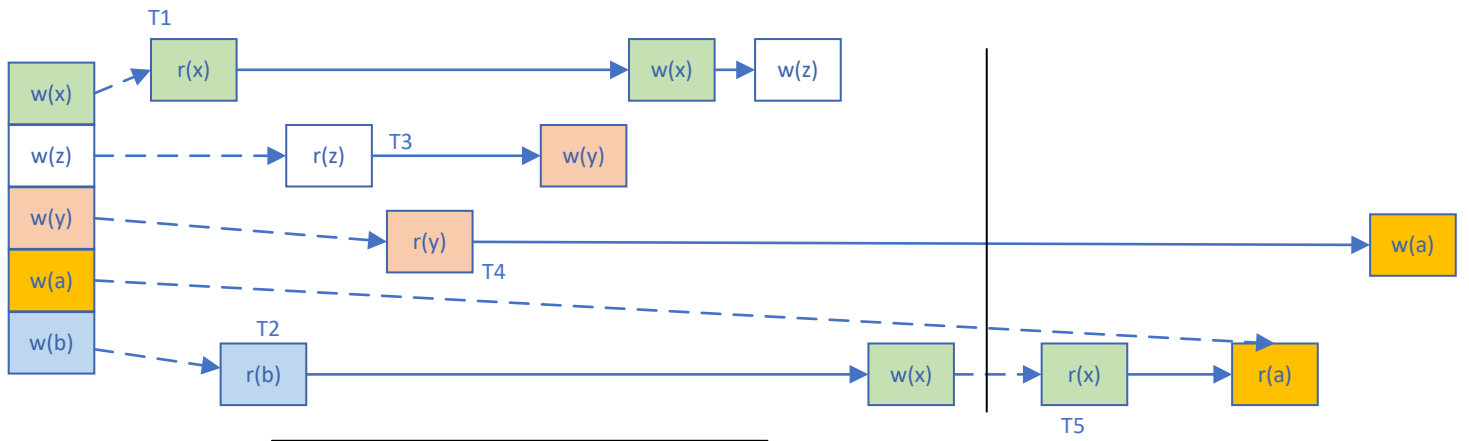 T1
w(x)
r(x)
w(x)
w(z)
w(z)
r(z)
T3
w(y)
w(y)
r(y)
T4
w(a)
w(a)
w(b)
T2
r(b)
w(x)
r(x)
r(a)
T5